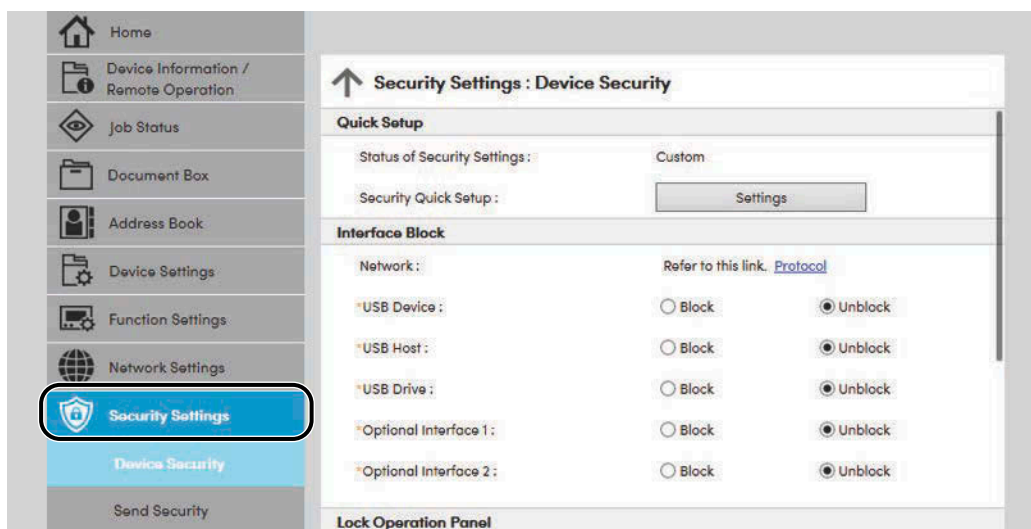 Home
Device Information /
Remote Operation
Job Status
Document Box
Address Book
Device Settings
Function Settings
Network Settings
Security Settings
Device Security
Send Security
Security Settings : Device Security
Quick Setup
Status of Security Settings : Custom
Security Quick Setup : Settings
Interface Block
Network : Refer to this link. Protocol
*USB Device : Block Unblock
*USB Host : Block Unblock
*USB Drive : Block Unblock
*Optional Interface 1 : Block Unblock
*Optional Interface 2 : Block Unblock
Lock Operation Panel